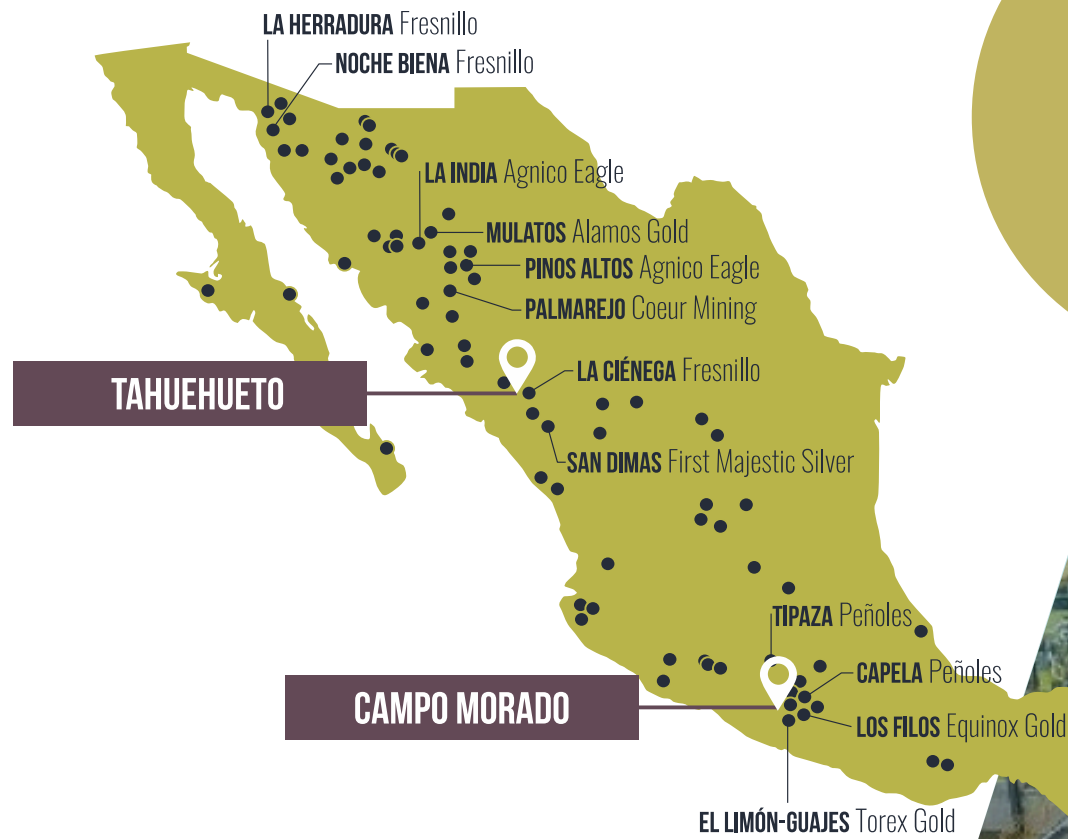 LA HERRADURA Fresnillo
NOCHE BIENA Fresnillo
LA INDIA Agnico Eagle
MULATOS Alamos Gold
PINOS ALTOS Agnico Eagle
PALMAREJO Coeur Mining
LA CIÉNEGA Fresnillo
TAHUEHUETO
SAN DIMAS First Majestic Silver
TIPAZA Peñoles
CAPELA Peñoles
CAMPO MORADO
LOS FILOS Equinox Gold
EL LIMÓN-GUAJES Torex Gold